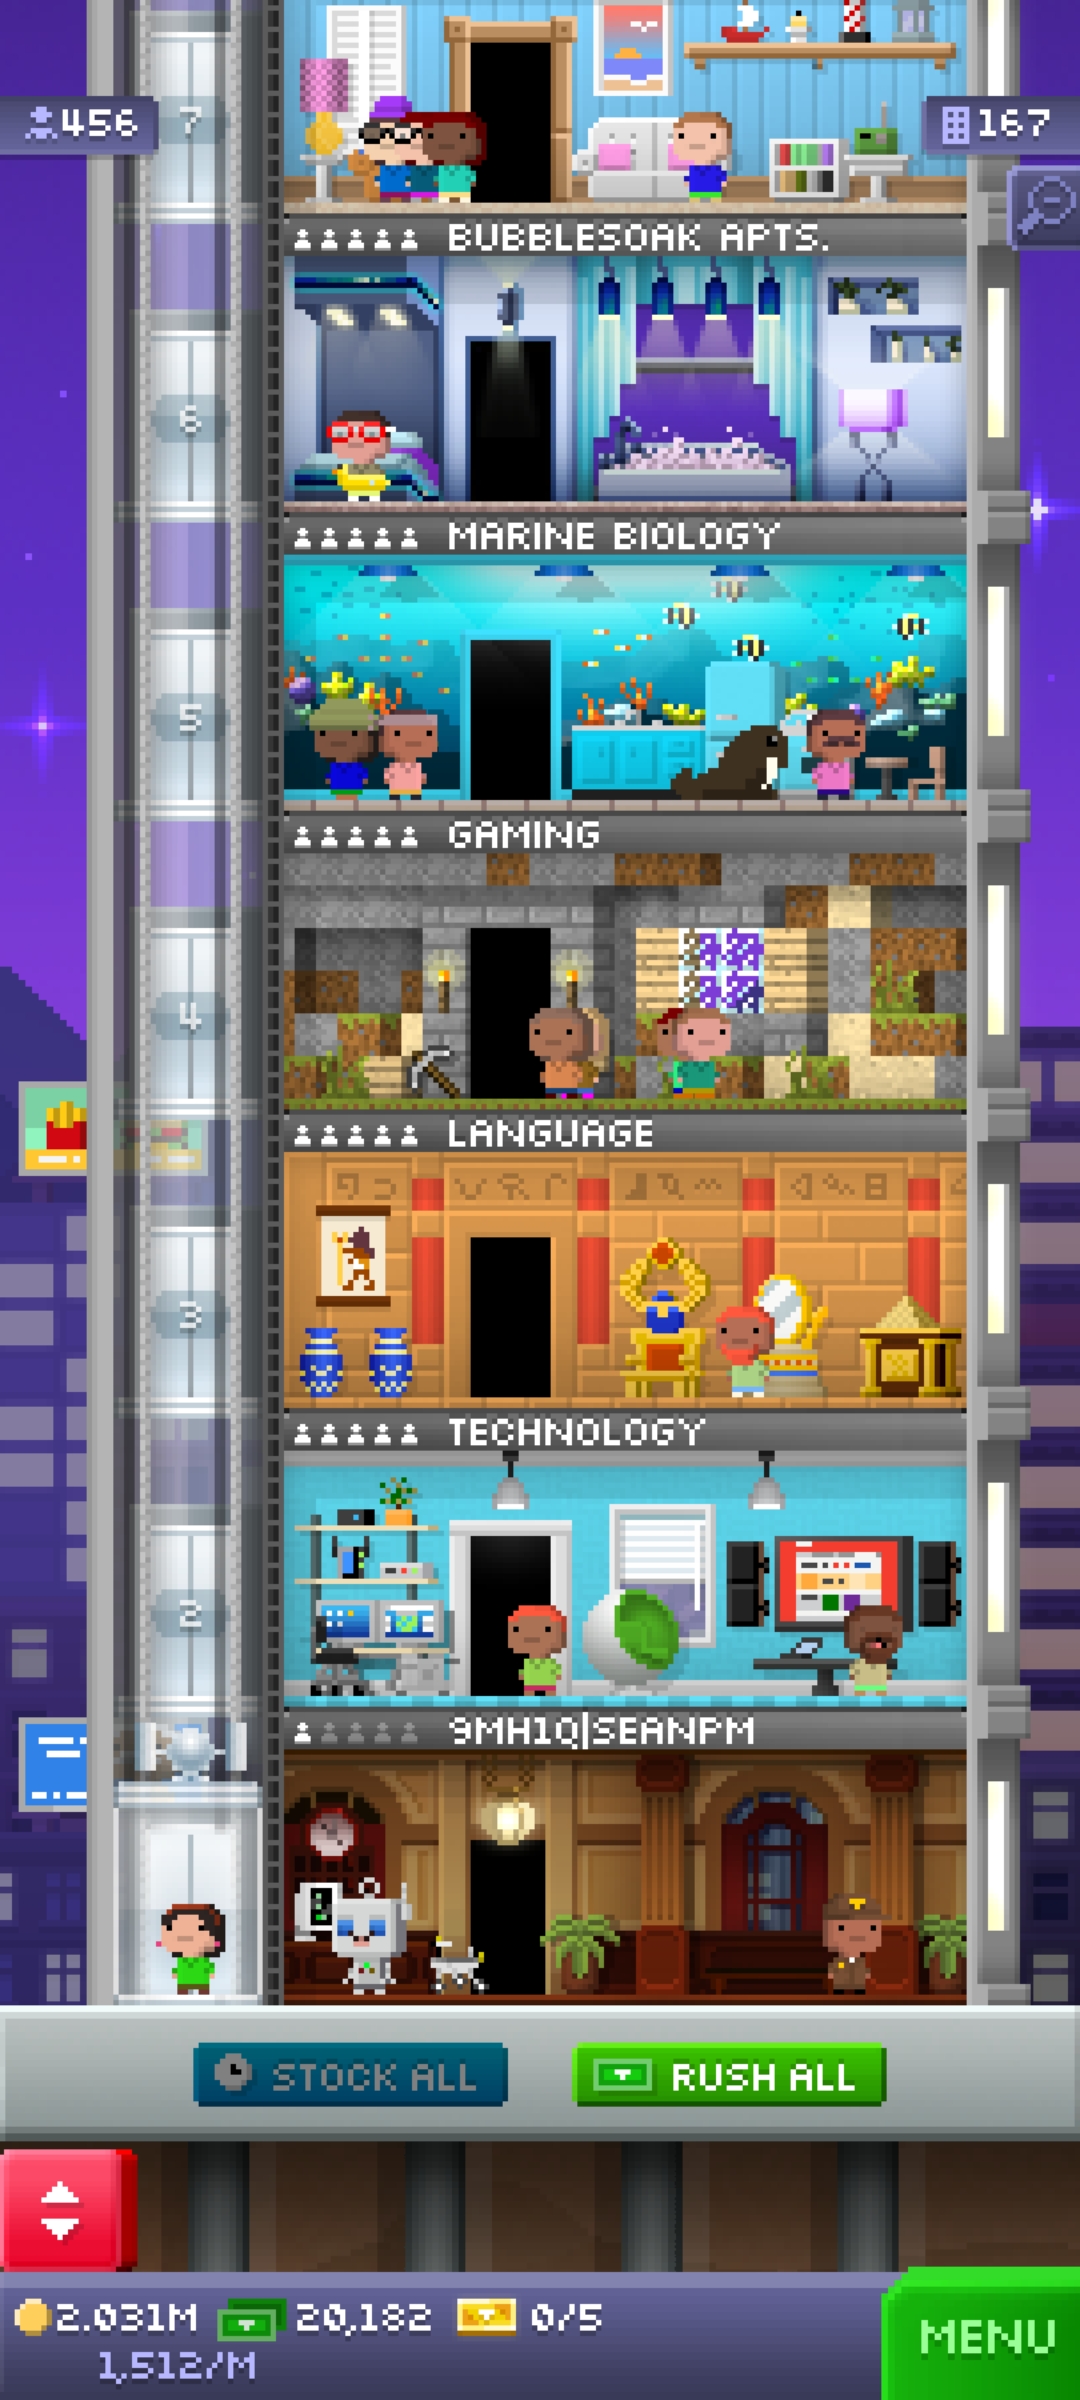 456
7
167
BUBBLESOAK APTS.
6
MARINE BIOLOGY
5
GAMING
4
LANGUAGE
3
TECHNOLOGY
2
9MH1Q|SEANPM
1
STOCK ALL
RUSH ALL
2.031M
20,182
0/5
1,512/M
MENU